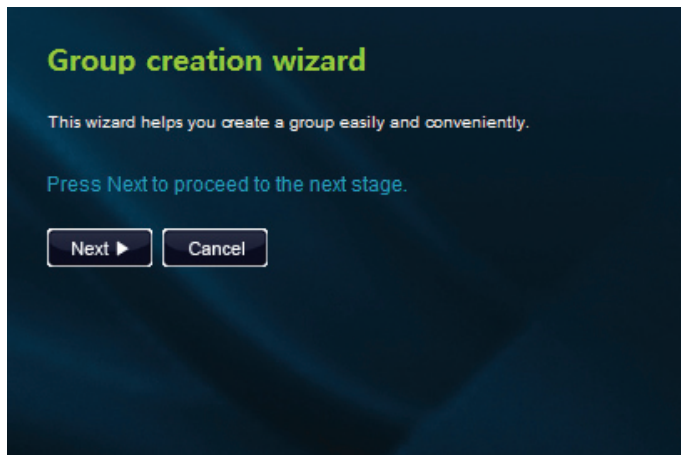 Group creation wizard
This wizard helps you create a group easily and conveniently.
Press Next to proceed to the next stage.
Next ▶
Cancel